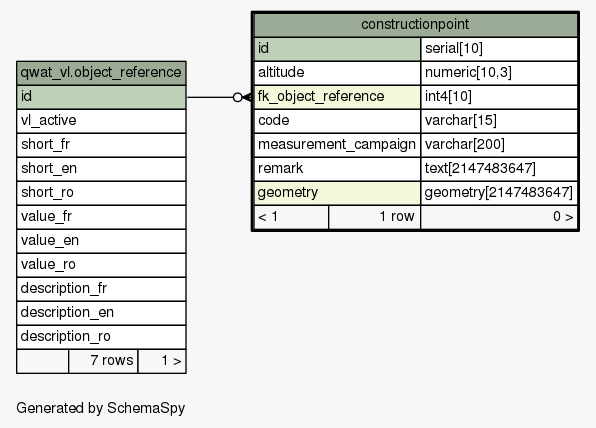 qwat_vl.object_reference
id
vl_active
short_fr
short_en
short_ro
value_fr
value_en
value_ro
description_fr
description_en
description_ro
7 rows 1 >
constructionpoint
id serial[10]
altitude numeric[10,3]
fk_object_reference int4[10]
code varchar[15]
measurement_campaign varchar[200]
remark text[2147483647]
geometry geometry[2147483647]
< 1 1 row 0 >
Generated by SchemaSpy